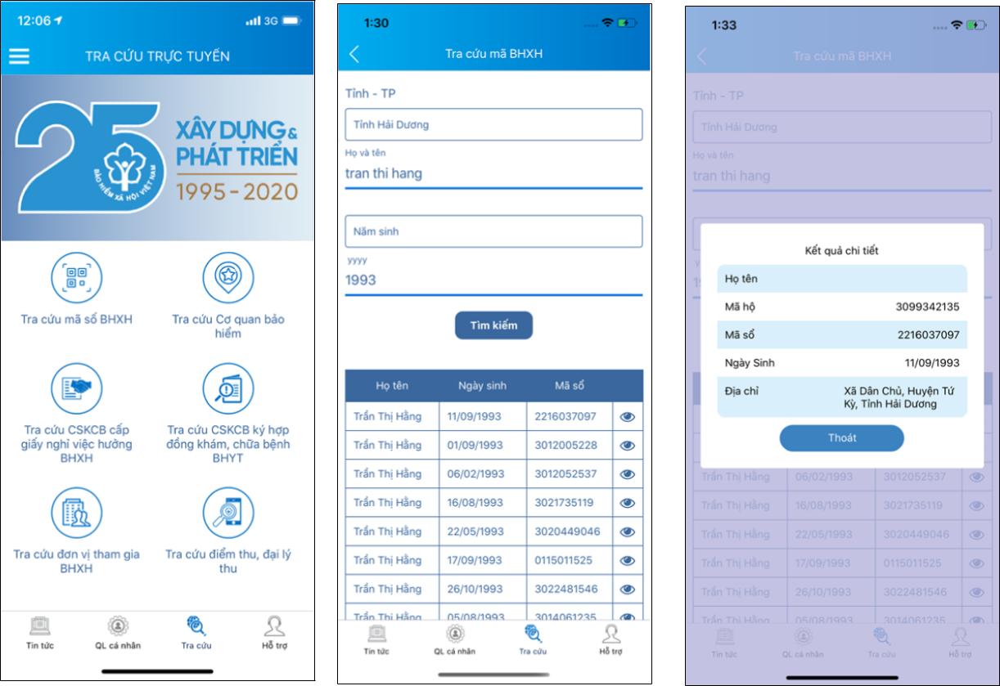 12:06
3G
TRA CỨU TRỰC TUYẾN
25
XÂY DỰNG &
PHÁT TRIỂN
1995 - 2020
BẢO HIỂM XÃ HỘI VIỆT NAM
Tra cứu mã số BHXH
Tra cứu Cơ quan bảo
hiểm
Tra cứu CSKCB cấp
giấy nghỉ việc hưởng
BHXH
Tra cứu CSKCB ký hợp
đồng khám, chữa bệnh
BHYT
Tra cứu đơn vị tham gia
BHXH
Tra cứu điểm thu, đại lý
thu
Tin tức
QL cá nhân
Tra cứu
Hỗ trợ
1:30
Tra cứu mã BHXH
Tỉnh - TP
Tỉnh Hải Dương
Họ và tên
tran thi hang
Năm sinh
yyyy
1993
Tìm kiếm
Họ tên Ngày sinh Mã số
Trần Thị Hằng 11/09/1993 2216037097
Trần Thị Hằng 01/09/1993 3012005228
Trần Thị Hằng 06/02/1993 3012052537
Trần Thị Hằng 16/08/1993 3021735119
Trần Thị Hằng 22/05/1993 3020449046
Trần Thị Hằng 17/09/1993 0115011525
Trần Thị Hằng 26/10/1993 3022481546
Trần Thị Hằng 05/08/1993 3014061235
Tin tức
QL cá nhân
Tra cứu
Hỗ trợ
1:33
Tra cứu mã BHXH
Tỉnh - TP
Tỉnh Hải Dương
Họ và tên
tran thi hang
Kết quả chi tiết
Họ tên
Mã hộ 3099342135
Mã số 2216037097
Ngày Sinh 11/09/1993
Địa chỉ Xã Dân Chủ, Huyện Tứ
Kỳ, Tỉnh Hải Dương
Thoát
Trần Thị Hằng 06/02/1993 3012052537
Trần Thị Hằng 16/08/1993 3021735119
Trần Thị Hằng 22/05/1993 3020449046
Trần Thị Hằng 17/09/1993 0115011525
Trần Thị Hằng 26/10/1993 3022481546
Trần Thị Hằng 05/08/1993 3014061235
Tin tức
QL cá nhân
Tra cứu
Hỗ trợ